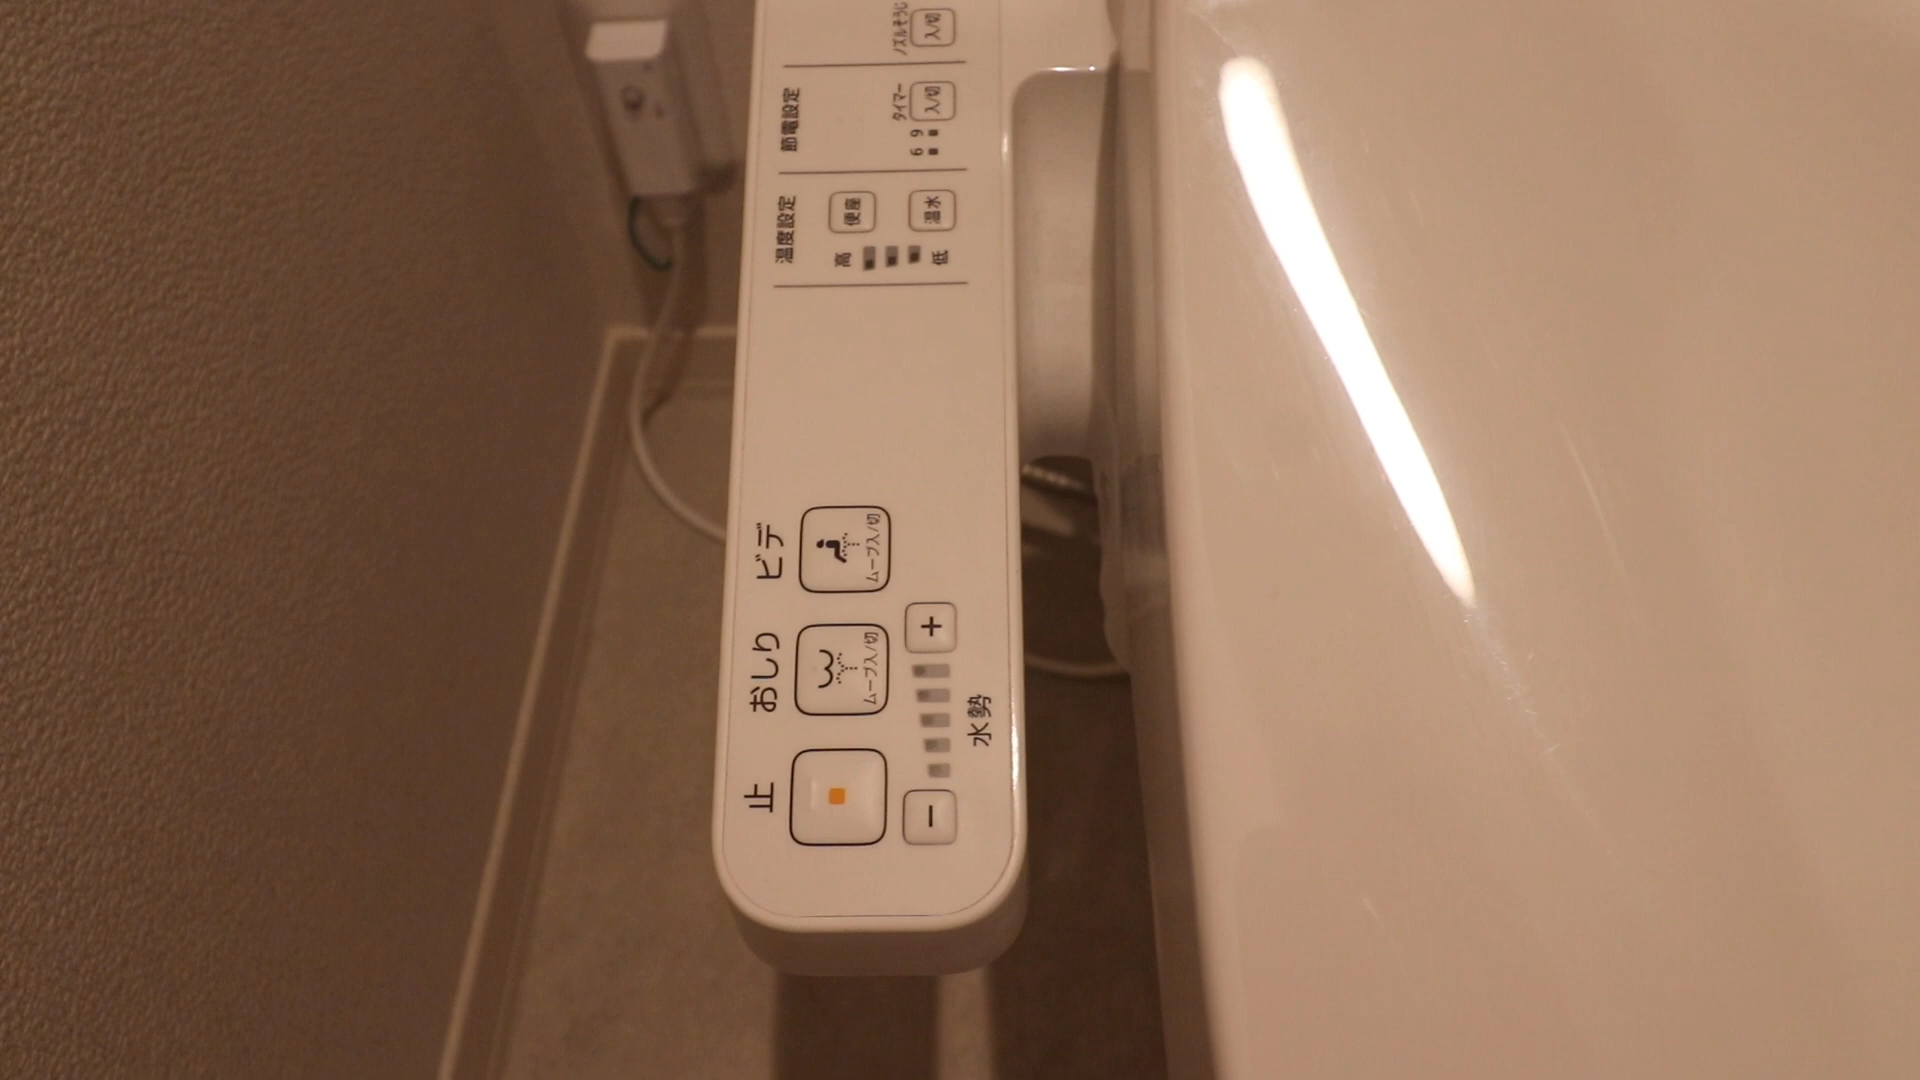 止
おしり
ムーブ入/切
ビデ
ムーブ入/切
－
＋
水勢
温度設定
便座
高
低
温水
節電設定
タイマー
6 9
入/切
ノズルそうじ
入/切